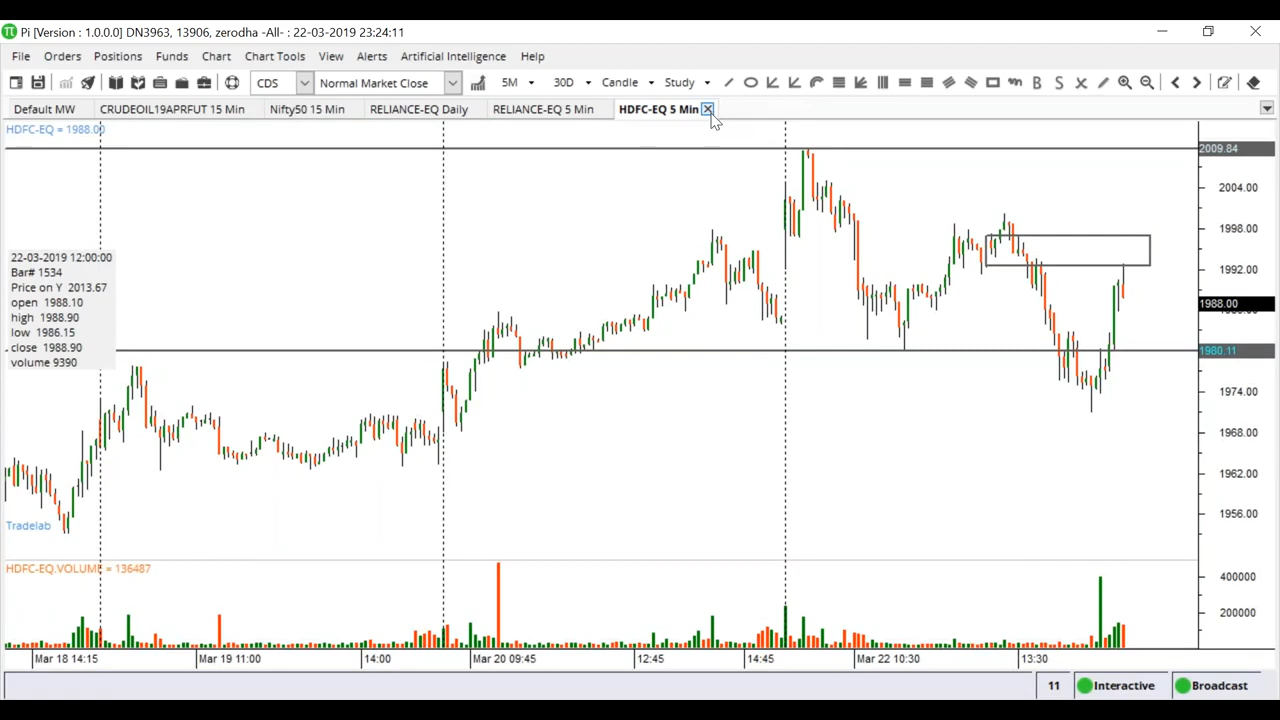 Pi [Version : 1.0.0.0] DN3963, 13906, zerodha -All- : 22-03-2019 23:24:11
File Orders Positions Funds Chart Chart Tools View Alerts Artificial Intelligence Help
CDS Normal Market Close 5M 30D Candle Study B S
Default MW CRUDEOIL19APRFUT 15 Min Nifty50 15 Min RELIANCE-EQ Daily RELIANCE-EQ 5 Min HDFC-EQ 5 Min
HDFC-EQ = 1988.00
2009.84
2004.00
1998.00
22-03-2019 12:00:00
Bar# 1534
1992.00
Price on Y 2013.67
open 1988.10
1988.00
high 1988.90
low 1986.15
close 1988.90
1980.11
volume 9390
1974.00
1968.00
1962.00
1956.00
Tradelab
HDFC-EQ.VOLUME = 136487
400000
200000
Mar 18 14:15 Mar 19 11:00 14:00 Mar 20 09:45 12:45 14:45 Mar 22 10:30 13:30
11 Interactive Broadcast